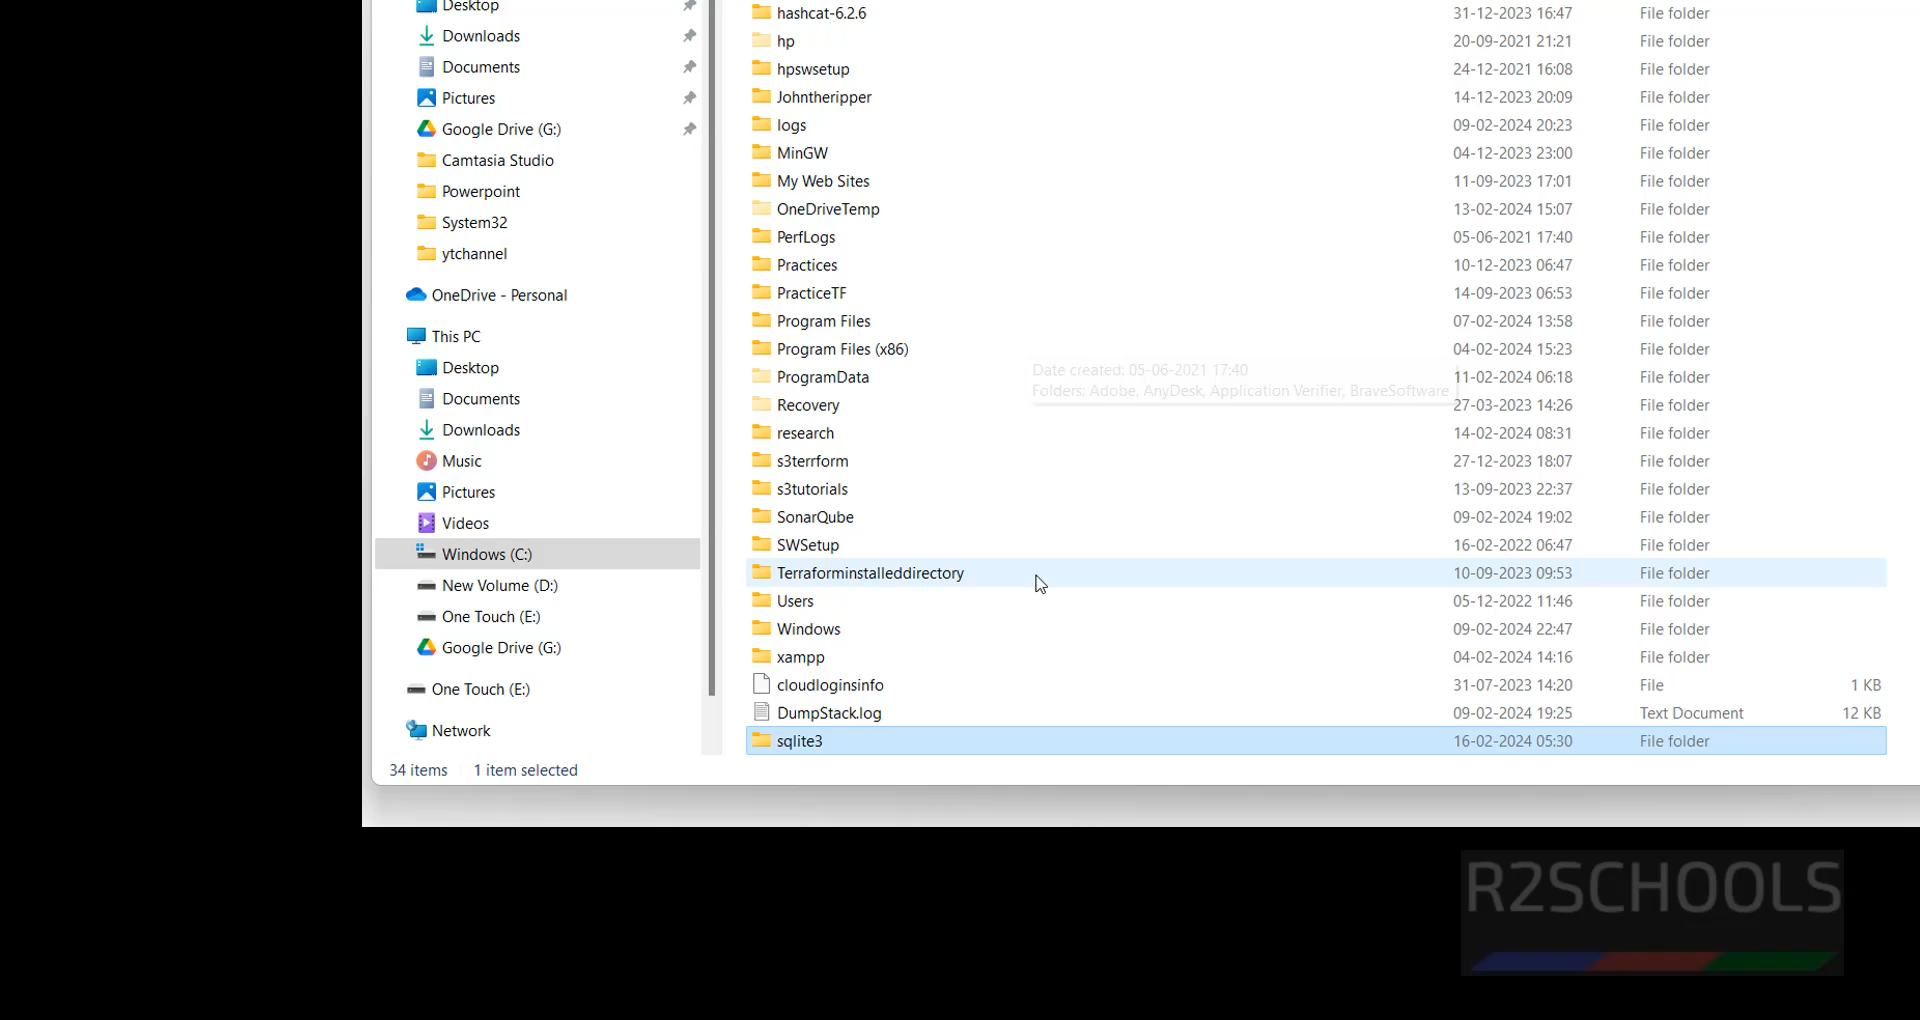 Desktop
Downloads
Documents
Pictures
Google Drive (G:)
Camtasia Studio
Powerpoint
System32
ytchannel
OneDrive - Personal
This PC
Desktop
Documents
Downloads
Music
Pictures
Videos
Windows (C:)
New Volume (D:)
One Touch (E:)
Google Drive (G:)
One Touch (E:)
Network
hashcat-6.2.6 31-12-2023 16:47 File folder
hp 20-09-2021 21:21 File folder
hpswsetup 24-12-2021 16:08 File folder
Johntheripper 14-12-2023 20:09 File folder
logs 09-02-2024 20:23 File folder
MinGW 04-12-2023 23:00 File folder
My Web Sites 11-09-2023 17:01 File folder
OneDriveTemp 13-02-2024 15:07 File folder
PerfLogs 05-06-2021 17:40 File folder
Practices 10-12-2023 06:47 File folder
PracticeTF 14-09-2023 06:53 File folder
Program Files 07-02-2024 13:58 File folder
Program Files (x86) 04-02-2024 15:23 File folder
Date created: 05-06-2021 17:40
ProgramData 11-02-2024 06:18 File folder
Folders: Adobe, AnyDesk, Application Verifier, BraveSoftware
Recovery 27-03-2023 14:26 File folder
research 14-02-2024 08:31 File folder
s3terrform 27-12-2023 18:07 File folder
s3tutorials 13-09-2023 22:37 File folder
SonarQube 09-02-2024 19:02 File folder
SWSetup 16-02-2022 06:47 File folder
Terraforminstalleddirectory 10-09-2023 09:53 File folder
Users 05-12-2022 11:46 File folder
Windows 09-02-2024 22:47 File folder
xampp 04-02-2024 14:16 File folder
cloudloginsinfo 31-07-2023 14:20 File 1 KB
DumpStack.log 09-02-2024 19:25 Text Document 12 KB
sqlite3 16-02-2024 05:30 File folder
34 items 1 item selected
R2SCHOOLS